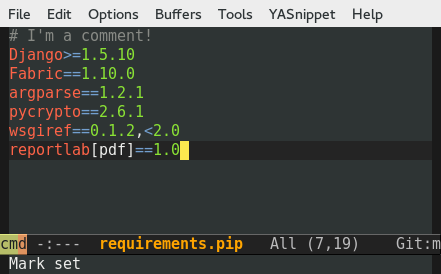 File Edit Options Buffers Tools YASnippet Help
# I'm a comment!
Django>=1.5.10
Fabric==1.10.0
argparse==1.2.1
pycrypto==2.6.1
wsgiref==0.1.2,<2.0
reportlab[pdf]==1.0
cmd -:--- requirements.pip All (7,19) Git:m
Mark set